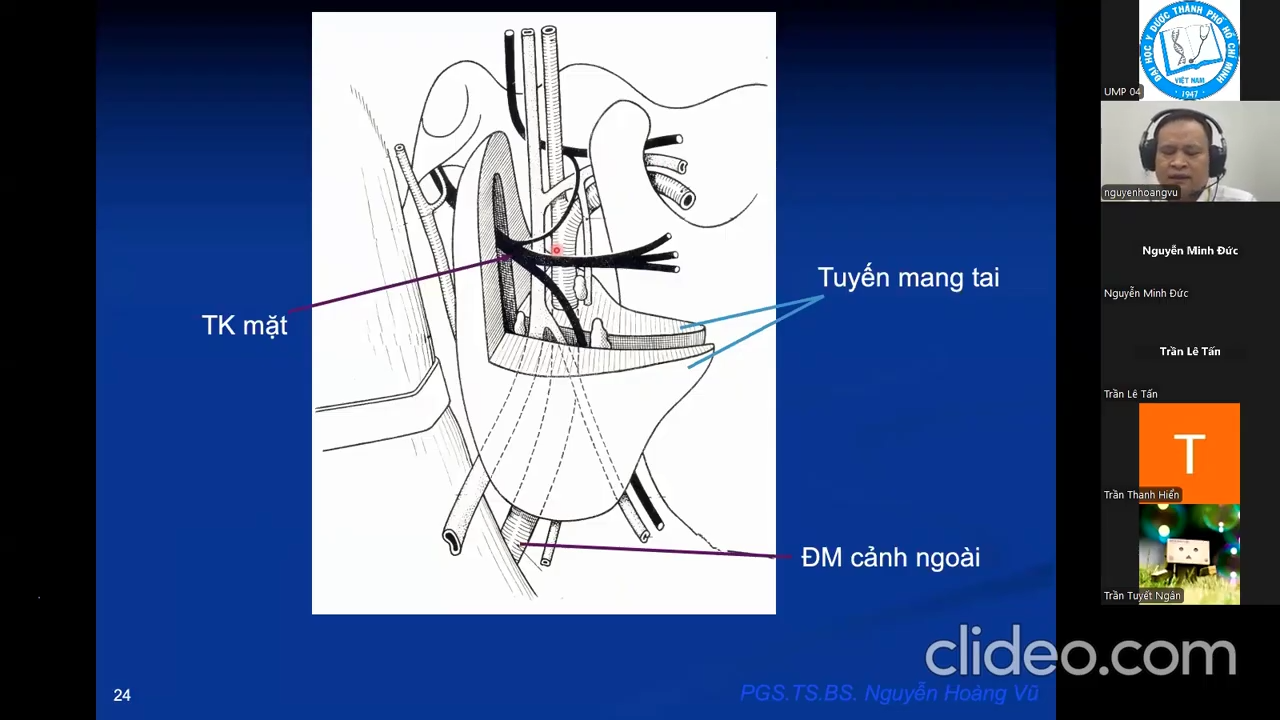 TK mặt
Tuyến mang tai
ĐM cảnh ngoài
24
PGS.TS.BS. Nguyễn Hoàng Vũ
ĐẠI HỌC Y DƯỢC THÀNH PHỐ HỒ CHÍ MINH
VIỆT NAM
1947
UMP 04
nguyenhoangvu
Nguyễn Minh Đức
Nguyễn Minh Đức
Trần Lê Tấn
Trần Lê Tấn
T
Trần Thanh Hiển
Trần Tuyết Ngân
clideo.com